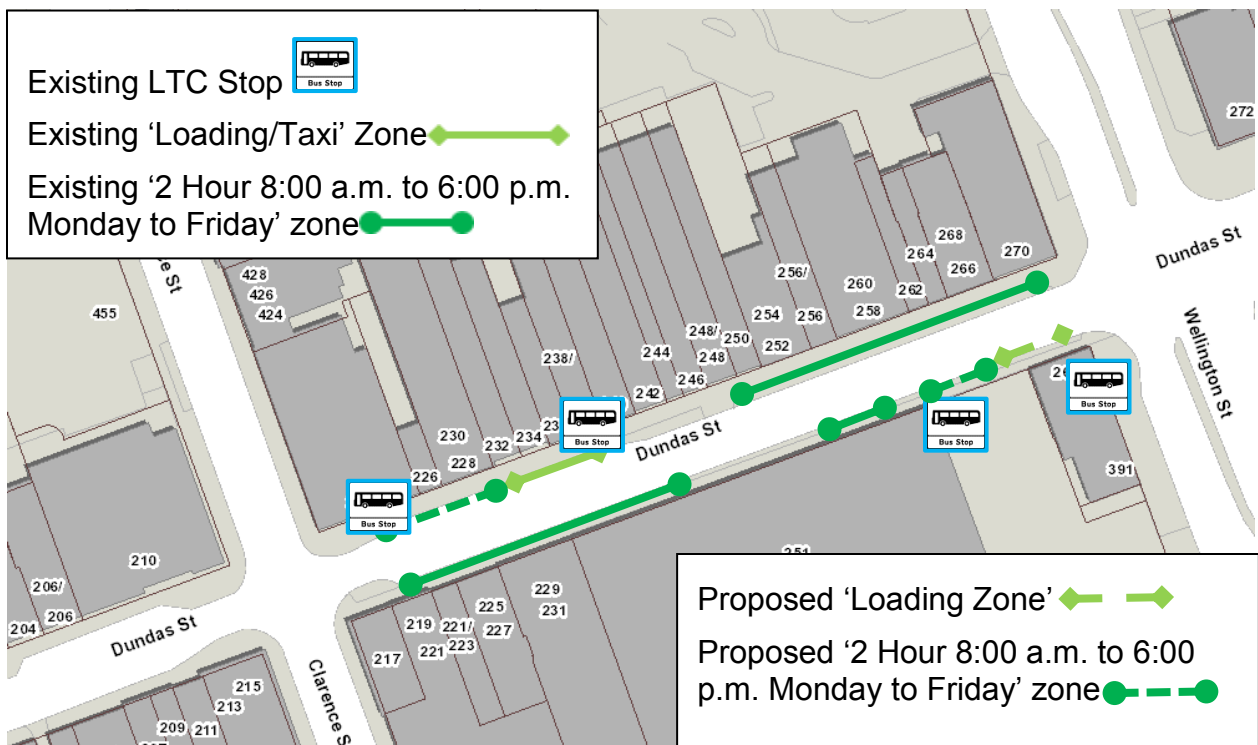 Existing LTC Stop
Bus Stop
Existing ‘Loading/Taxi’ Zone
Existing ‘2 Hour 8:00 a.m. to 6:00 p.m.
Monday to Friday’ zone
272
Dundas St
Wellington St
428
426
424
455
268
264
270
266
256/
260
262
254
256
258
248/
250
252
244
248
238/
246
242
230
234
232
228
226
Bus Stop
Bus Stop
Bus Stop
Bus Stop
Dundas St
391
210
206/
206
204
Dundas St
229
225
231
219
221/
227
223
221
217
Clarence
215
213
209
211
Proposed ‘Loading Zone’
Proposed ‘2 Hour 8:00 a.m. to 6:00
p.m. Monday to Friday’ zone